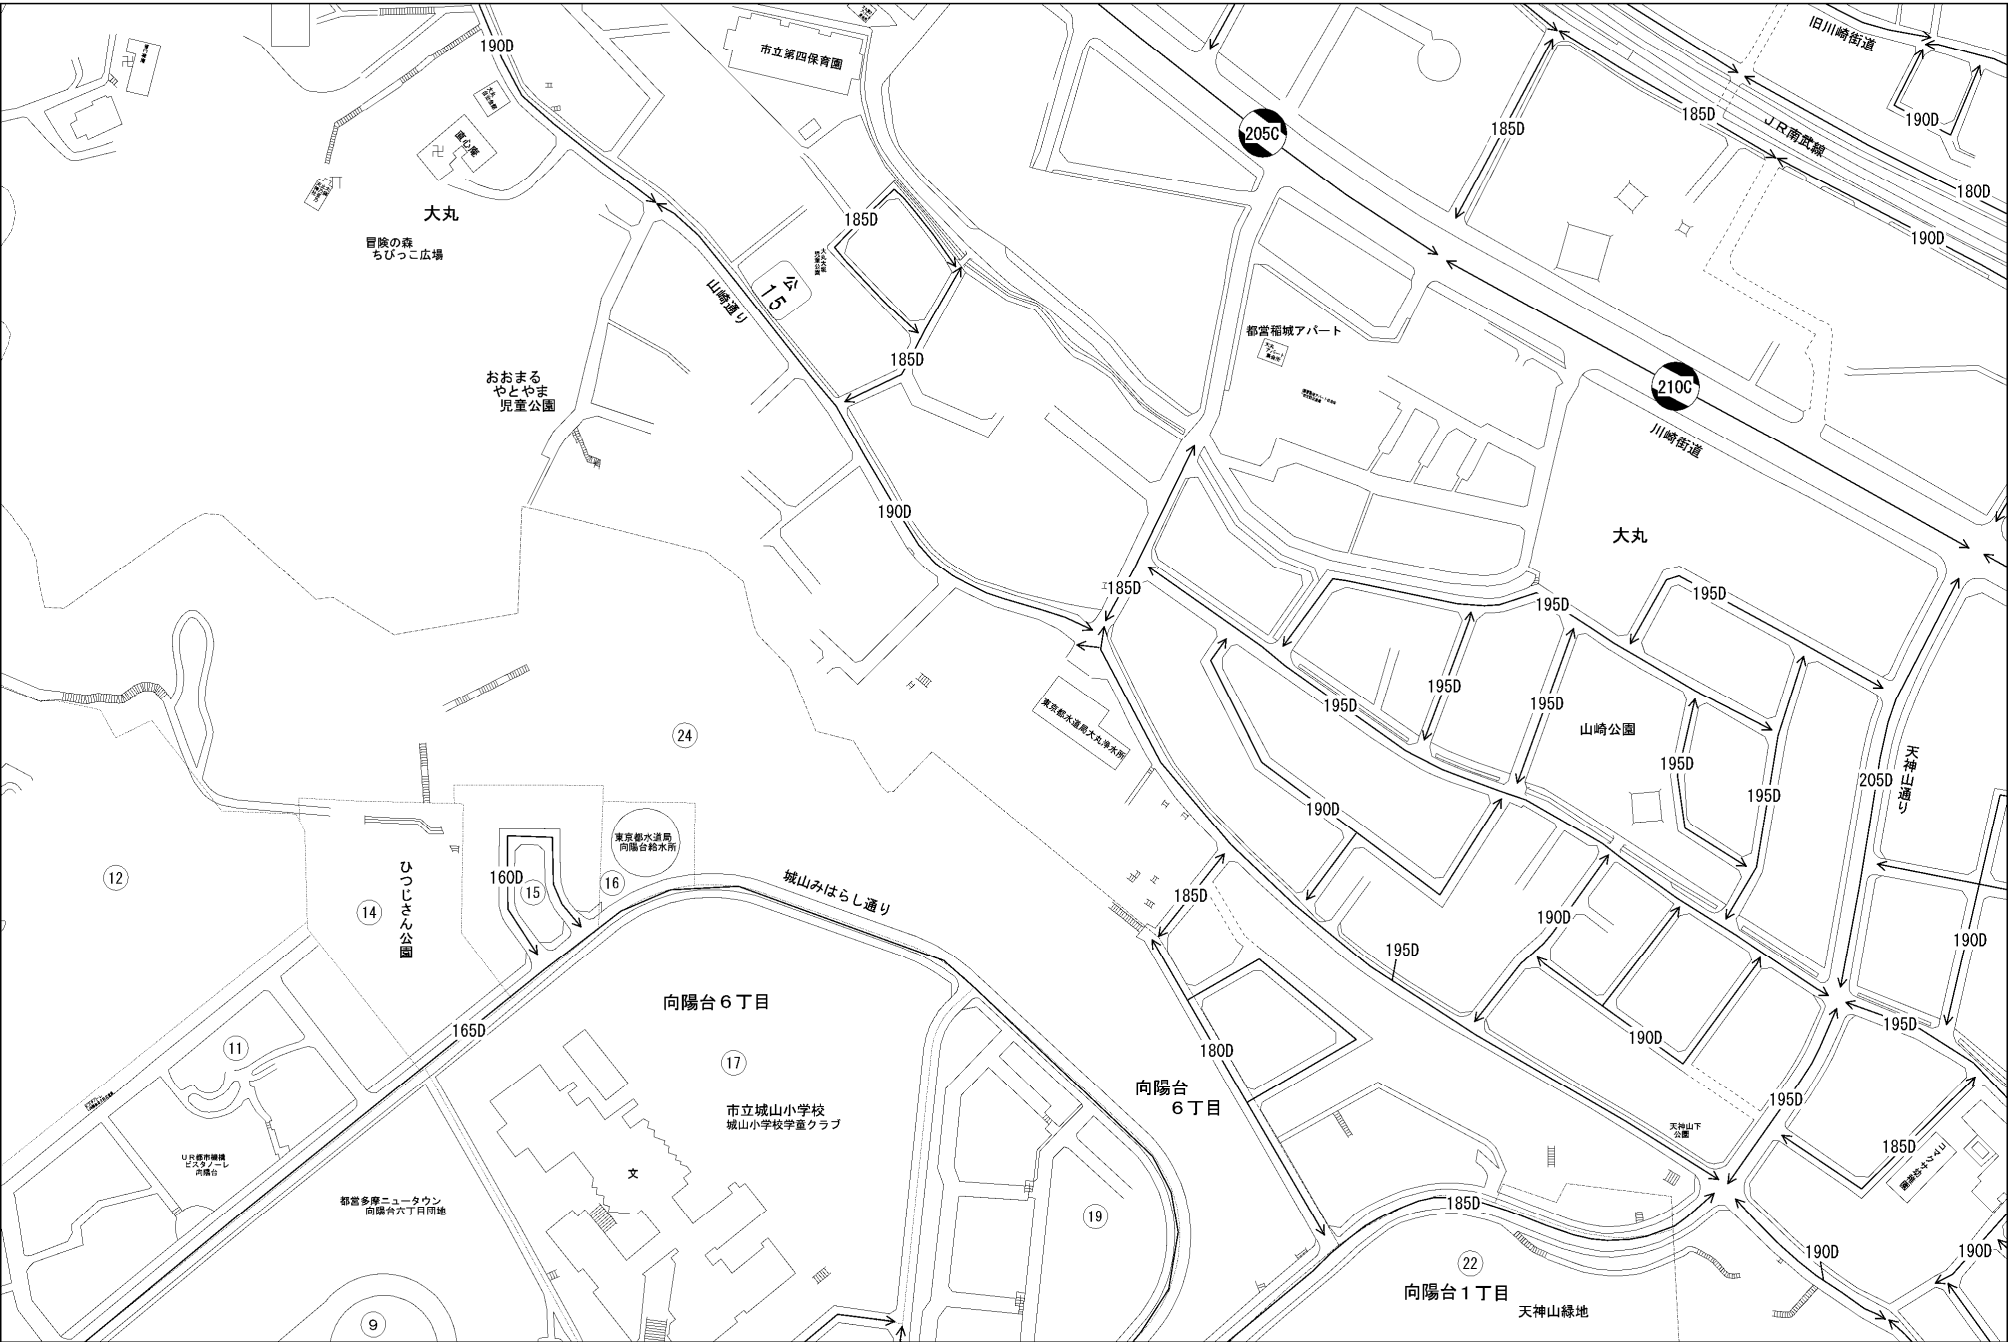 190D
市立第四保育園
旧川崎街道
185D
JR南武線
190D
205C
185D
180D
直心庵
大丸
冒険の森
ちびっこ広場
185D
190D
公
15
山崎通り
都営稲城アパート
185D
210C
おおまる
やとやま
児童公園
川崎街道
190D
大丸
185D
195D
195D
195D
195D
195D
山崎公園
東京都水道局大丸浄水所
24
195D
天神山通り
205D
195D
190D
東京都水道局
向陽台給水所
12
ひつじさん公園
160D
15
16
城山みはらし通り
14
185D
190D
190D
195D
向陽台6丁目
165D
195D
190D
11
17
180D
向陽台
6丁目
195D
市立城山小学校
城山小学校学童クラブ
天神山下
公園
185D
コマクサ幼稚園
UR都市機構
ビスタノーレ
向陽台
文
都営多摩ニュータウン
向陽台六丁目団地
185D
19
190D
190D
22
向陽台1丁目
天神山緑地
9